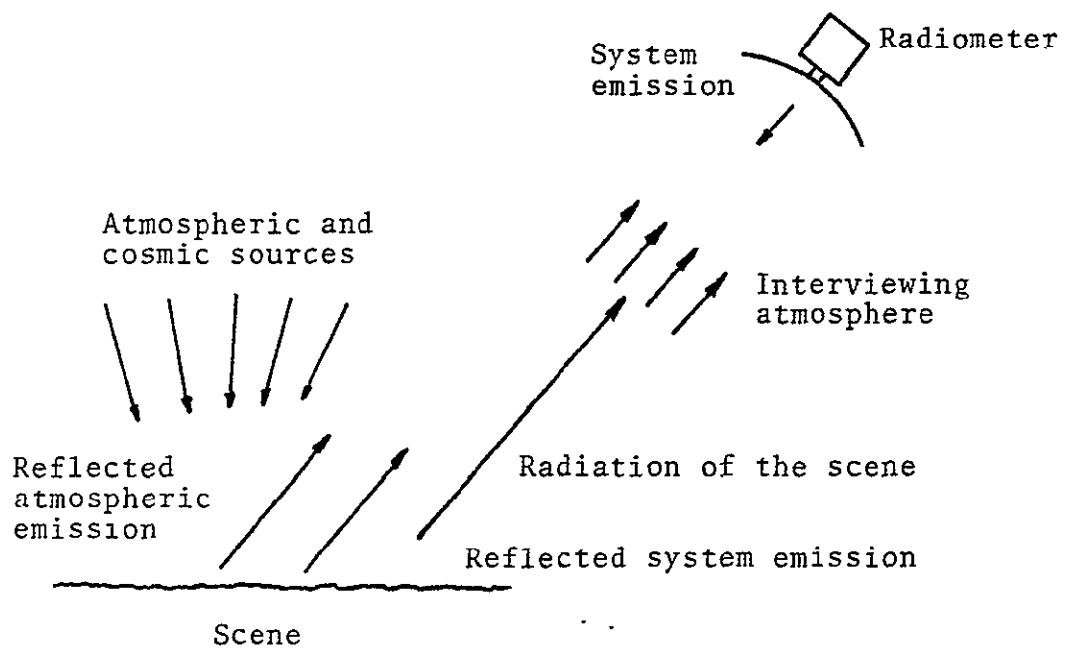 System
emission
Radiometer
Atmospheric and
cosmic sources
Interviewing
atmosphere
Reflected
atmospheric
emission
Radiation of the scene
Reflected system emission
Scene